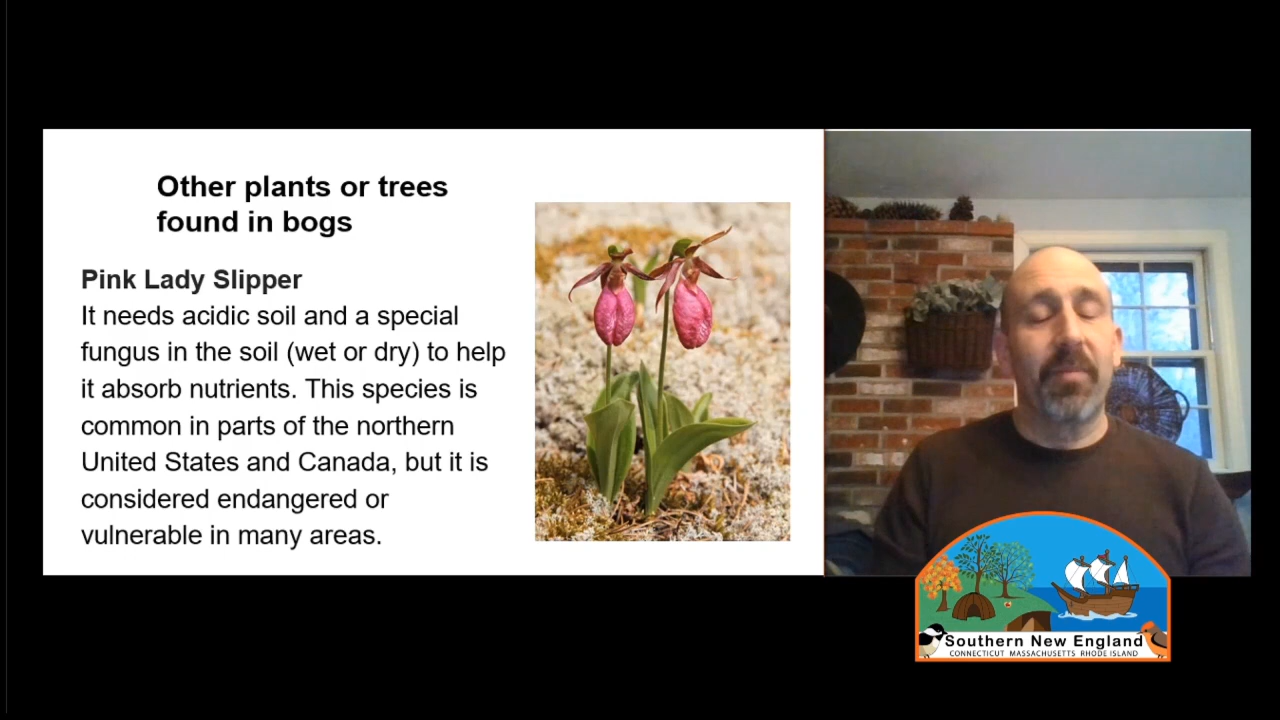 Other plants or trees
found in bogs
Pink Lady Slipper
It needs acidic soil and a special
fungus in the soil (wet or dry) to help
it absorb nutrients. This species is
common in parts of the northern
United States and Canada, but it is
considered endangered or
vulnerable in many areas.
Southern New England
CONNECTICUT MASSACHUSETTS RHODE ISLAND